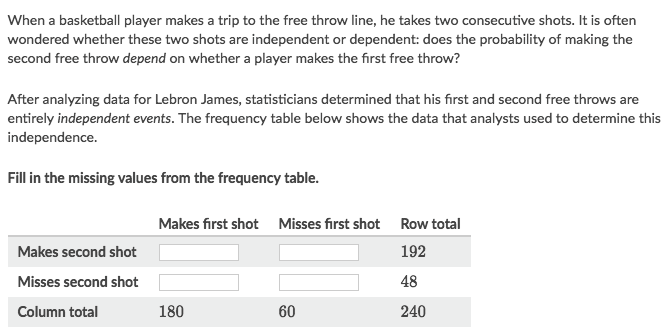 When a basketball player makes a trip to the free throw line, he takes two consecutive shots. It is often
wondered whether these two shots are independent or dependent: does the probability of making the
second free throw depend on whether a player makes the first free throw?
After analyzing data for Lebron James, statisticians determined that his first and second free throws are
entirely independent events. The frequency table below shows the data that analysts used to determine this
independence.
Fill in the missing values from the frequency table.
Makes first shot Misses first shot Row total
Makes second shot 192
Misses second shot 48
Column total 180 60 240